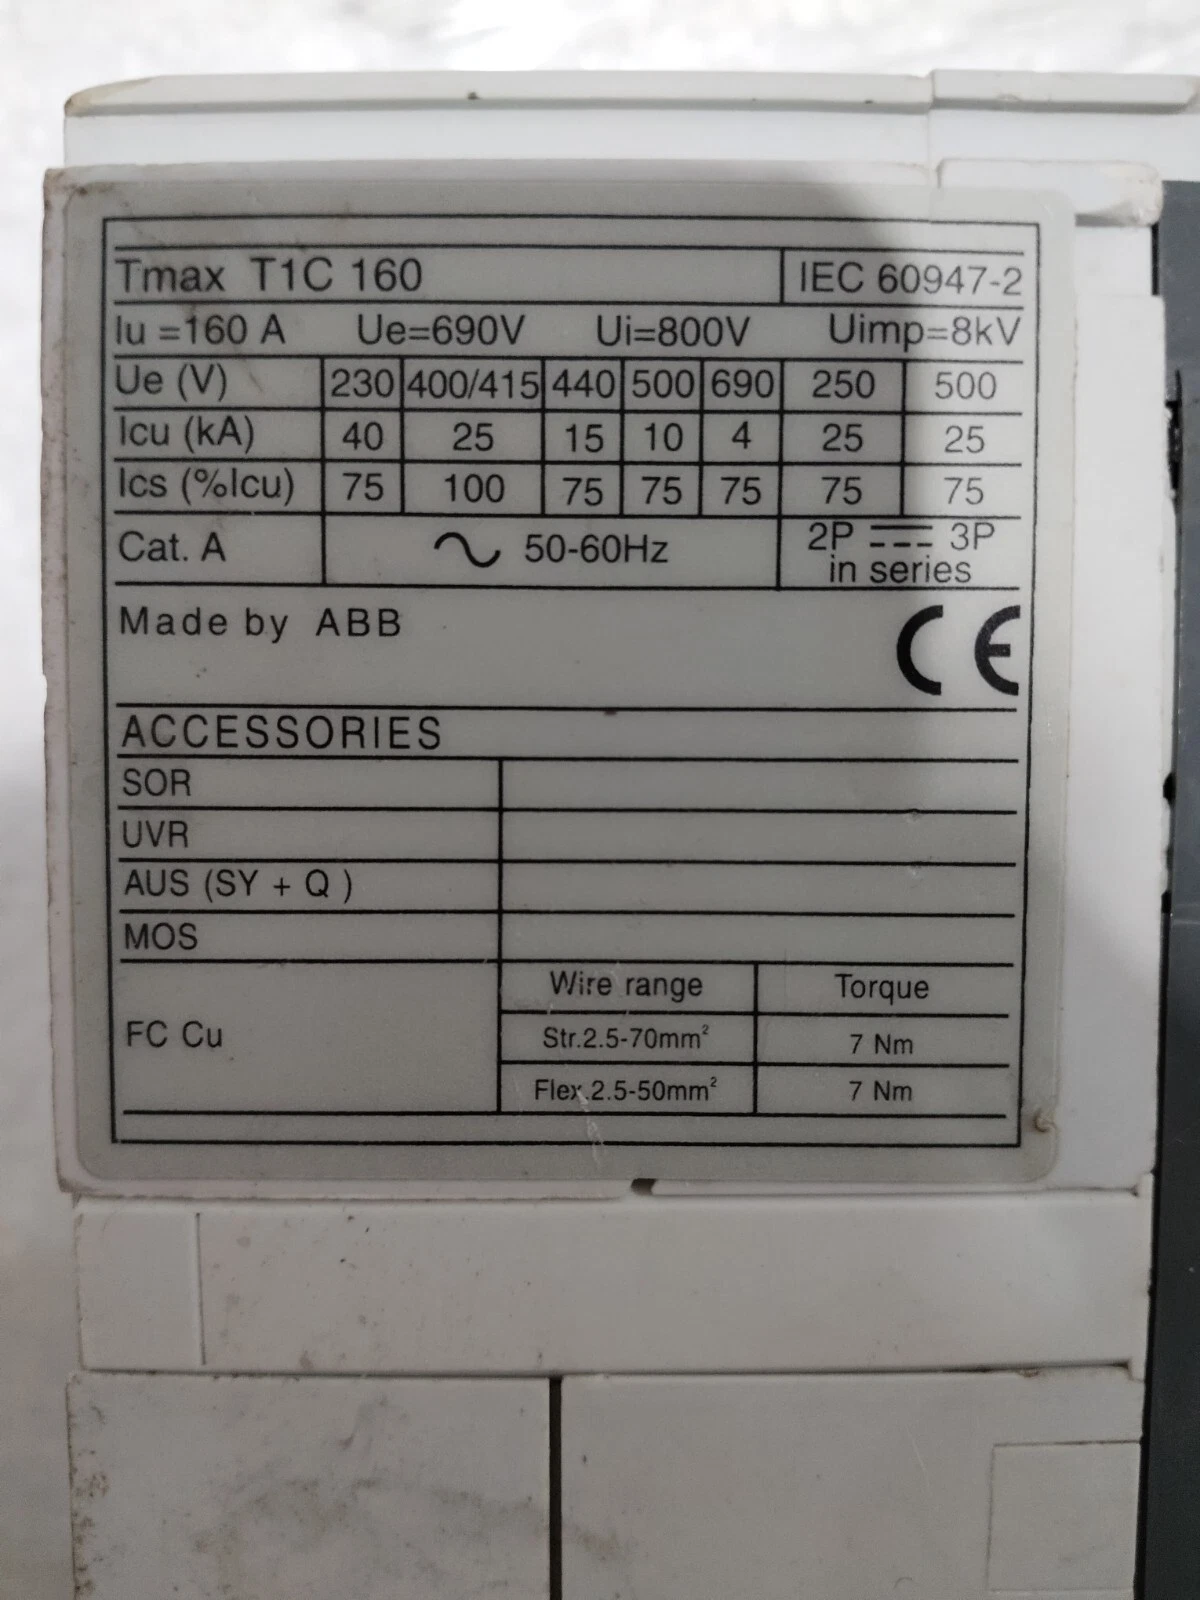 Tmax T1C 160 IEC 60947-2
Iu =160 A Ue=690V Ui=800V Uimp=8kV
Ue (V) 230 400/415 440 500 690 250 500
Icu (kA) 40 25 15 10 4 25 25
Ics (%Icu) 75 100 75 75 75 75 75
Cat. A 50-60Hz 2P 3P
in series
Made by ABB CE
ACCESSORIES
SOR
UVR
AUS (SY + Q )
MOS
Wire range Torque
FC Cu Str.2.5-70mm² 7 Nm
Flex.2.5-50mm² 7 Nm